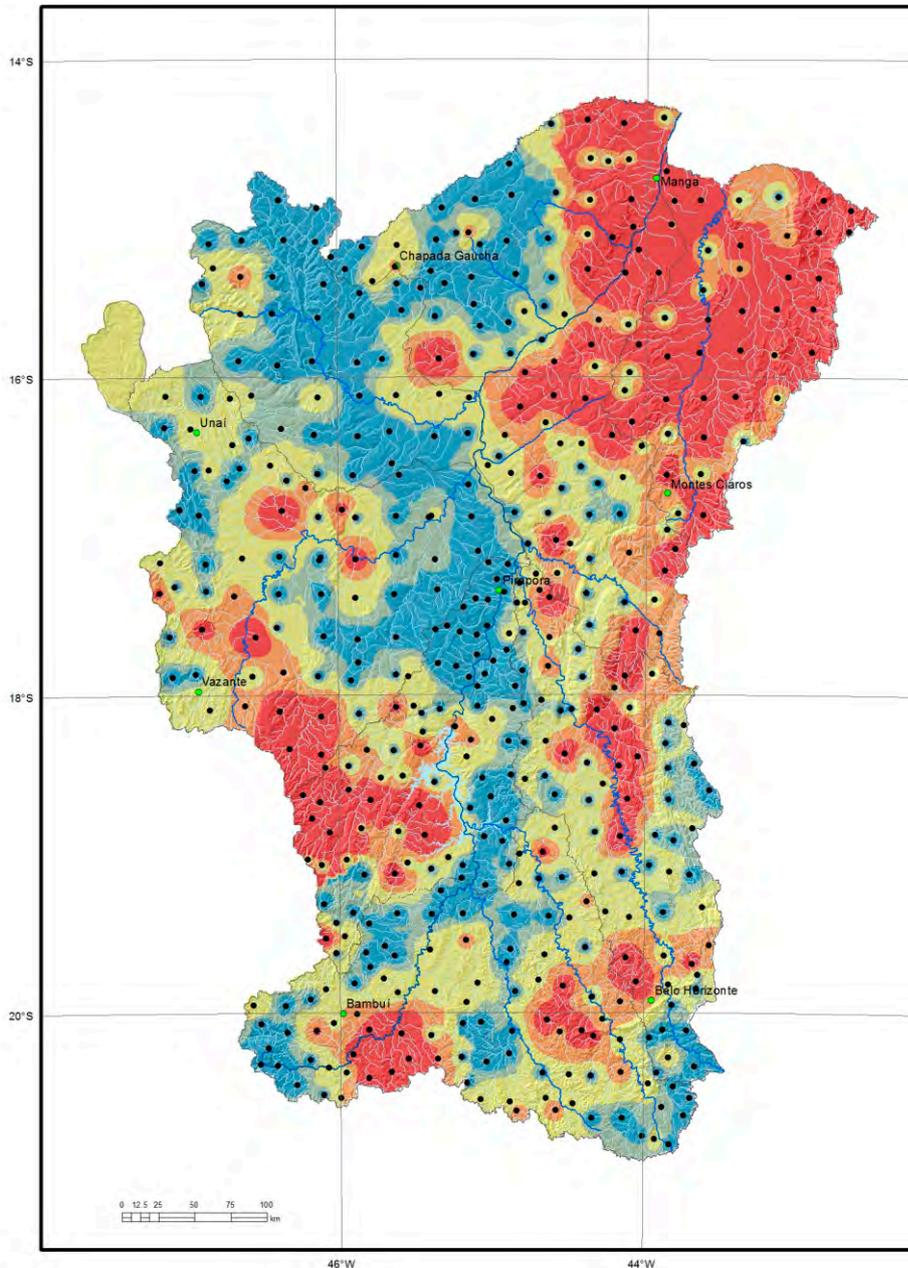 14°S
Manga
Chapada Gaúcha
16°S
Unaí
Montes Claros
Pirapora
18°S
Vazante
Belo Horizonte
Bambuí
20°S
0 12.5 25 50 75 100
km
46°W 44°W